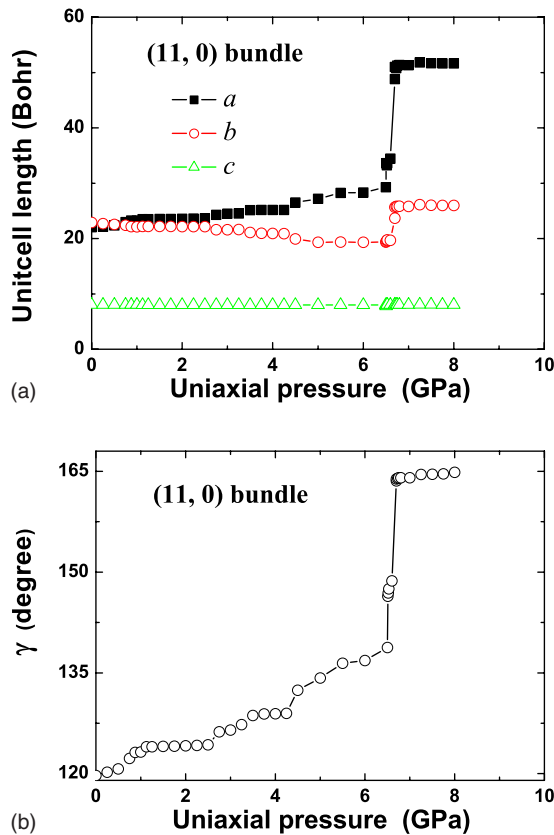 60
40
20
0
(11, 0) bundle
a
b
c
Unitcell length (Bohr)
0 2 4 6 8 10
Uniaxial pressure (GPa)
(a)
165
150
135
120
(11, 0) bundle
γ (degree)
0 2 4 6 8 10
Uniaxial pressure (GPa)
(b)